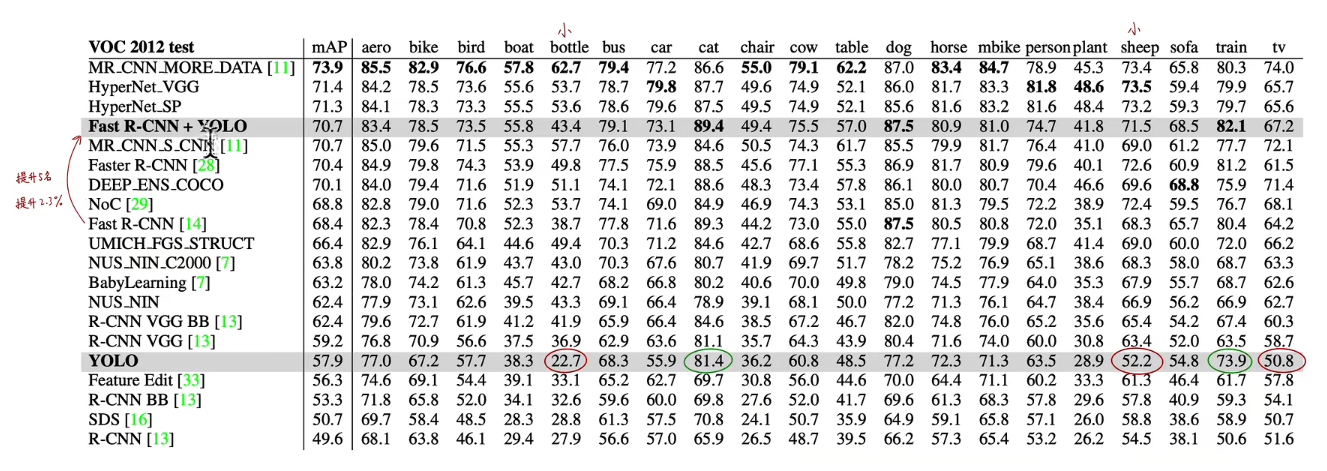 小 小
VOC 2012 test mAP aero bike bird boat bottle bus car cat chair cow table dog horse mbike person plant sheep sofa train tv
MR_CNN_MORE_DATA [11] 73.9 85.5 82.9 76.6 57.8 62.7 79.4 77.2 86.6 55.0 79.1 62.2 87.0 83.4 84.7 78.9 45.3 73.4 65.8 80.3 74.0
HyperNet_VGG 71.4 84.2 78.5 73.6 55.6 53.7 78.7 79.8 87.7 49.6 74.9 52.1 86.0 81.7 83.3 81.8 48.6 73.5 59.4 79.9 65.7
HyperNet_SP 71.3 84.1 78.3 73.3 55.5 53.6 78.6 79.6 87.5 49.5 74.9 52.1 85.6 81.6 83.2 81.6 48.4 73.2 59.3 79.7 65.6
Fast R-CNN + YOLO 70.7 83.4 78.5 73.5 55.8 43.4 79.1 73.1 89.4 49.4 75.5 57.0 87.5 80.9 81.0 74.7 41.8 71.5 68.5 82.1 67.2
MR_CNN_S_CNN [11] 70.7 85.0 79.6 71.5 55.3 57.7 76.0 73.9 84.6 50.5 74.3 61.7 85.5 79.9 81.7 76.4 41.0 69.0 61.2 77.7 72.1
Faster R-CNN [28] 70.4 84.9 79.8 74.3 53.9 49.8 77.5 75.9 88.5 45.6 77.1 55.3 86.9 81.7 80.9 79.6 40.1 72.6 60.9 81.2 61.5
提升5名
DEEP_ENS_COCO 70.1 84.0 79.4 71.6 51.9 51.1 74.1 72.1 88.6 48.3 73.4 57.8 86.1 80.0 80.7 70.4 46.6 69.6 68.8 75.9 71.4
提升2.3%
NoC [29] 68.8 82.8 79.0 71.6 52.3 53.7 74.1 69.0 84.9 46.9 74.3 53.1 85.0 81.3 79.5 72.2 38.9 72.4 59.5 76.7 68.1
Fast R-CNN [14] 68.4 82.3 78.4 70.8 52.3 38.7 77.8 71.6 89.3 44.2 73.0 55.0 87.5 80.5 80.8 72.0 35.1 68.3 65.7 80.4 64.2
UMICH_FGS_STRUCT 66.4 82.9 76.1 64.1 44.6 49.4 70.3 71.2 84.6 42.7 68.6 55.8 82.7 77.1 79.9 68.7 41.4 69.0 60.0 72.0 66.2
NUS_NIN_C2000 [7] 63.8 80.2 73.8 61.9 43.7 43.0 70.3 67.6 80.7 41.9 69.7 51.7 78.2 75.2 76.9 65.1 38.6 68.3 58.0 68.7 63.3
BabyLearning [7] 63.2 78.0 74.2 61.3 45.7 42.7 68.2 66.8 80.2 40.6 70.0 49.8 79.0 74.5 77.9 64.0 35.3 67.9 55.7 68.7 62.6
NUS_NIN 62.4 77.9 73.1 62.6 39.5 43.3 69.1 66.4 78.9 39.1 68.1 50.0 77.2 71.3 76.1 64.7 38.4 66.9 56.2 66.9 62.7
R-CNN VGG BB [13] 62.4 79.6 72.7 61.9 41.2 41.9 65.9 66.4 84.6 38.5 67.2 46.7 82.0 74.8 76.0 65.2 35.6 65.4 54.2 67.4 60.3
R-CNN VGG [13] 59.2 76.8 70.9 56.6 37.5 36.9 62.9 63.6 81.1 35.7 64.3 43.9 80.4 71.6 74.0 60.0 30.8 63.4 52.0 63.5 58.7
YOLO 57.9 77.0 67.2 57.7 38.3 22.7 68.3 55.9 81.4 36.2 60.8 48.5 77.2 72.3 71.3 63.5 28.9 52.2 54.8 73.9 50.8
Feature Edit [33] 56.3 74.6 69.1 54.4 39.1 33.1 65.2 62.7 69.7 30.8 56.0 44.6 70.0 64.4 71.1 60.2 33.3 61.3 46.4 61.7 57.8
R-CNN BB [13] 53.3 71.8 65.8 52.0 34.1 32.6 59.6 60.0 69.8 27.6 52.0 41.7 69.6 61.3 68.3 57.8 29.6 57.8 40.9 59.3 54.1
SDS [16] 50.7 69.7 58.4 48.5 28.3 28.8 61.3 57.5 70.8 24.1 50.7 35.9 64.9 59.1 65.8 57.1 26.0 58.8 38.6 58.9 50.7
R-CNN [13] 49.6 68.1 63.8 46.1 29.4 27.9 56.6 57.0 65.9 26.5 48.7 39.5 66.2 57.3 65.4 53.2 26.2 54.5 38.1 50.6 51.6